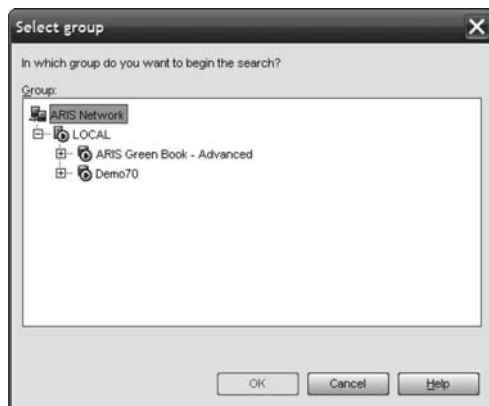 Select group
In which group do you want to begin the search?
Group:
ARIS Network
LOCAL
ARIS Green Book - Advanced
Demo70
OK Cancel Help